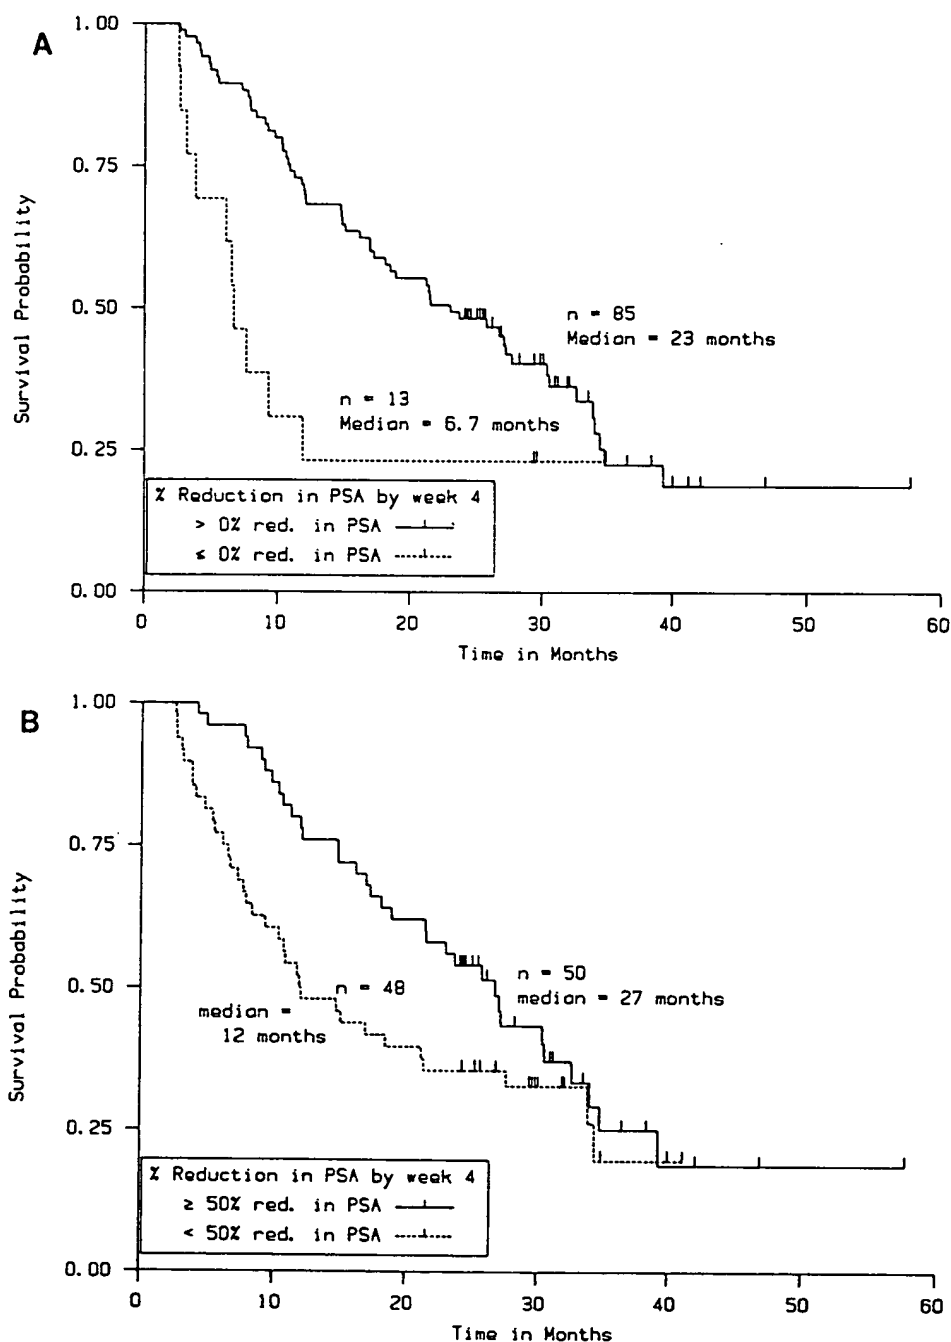 A
1.00
0.75
0.50
0.25
0.00
Survival Probability
n = 85
Median = 23 months
n = 13
Median = 6.7 months
% Reduction in PSA by week 4
> 0% red. in PSA
≤ 0% red. in PSA
0 10 20 30 40 50 60
Time in Months
B
1.00
0.75
0.50
0.25
0.00
Survival Probability
n = 50
median = 27 months
n = 48
median =
12 months
% Reduction in PSA by week 4
≥ 50% red. in PSA
< 50% red. in PSA
0 10 20 30 40 50 60
Time in Months